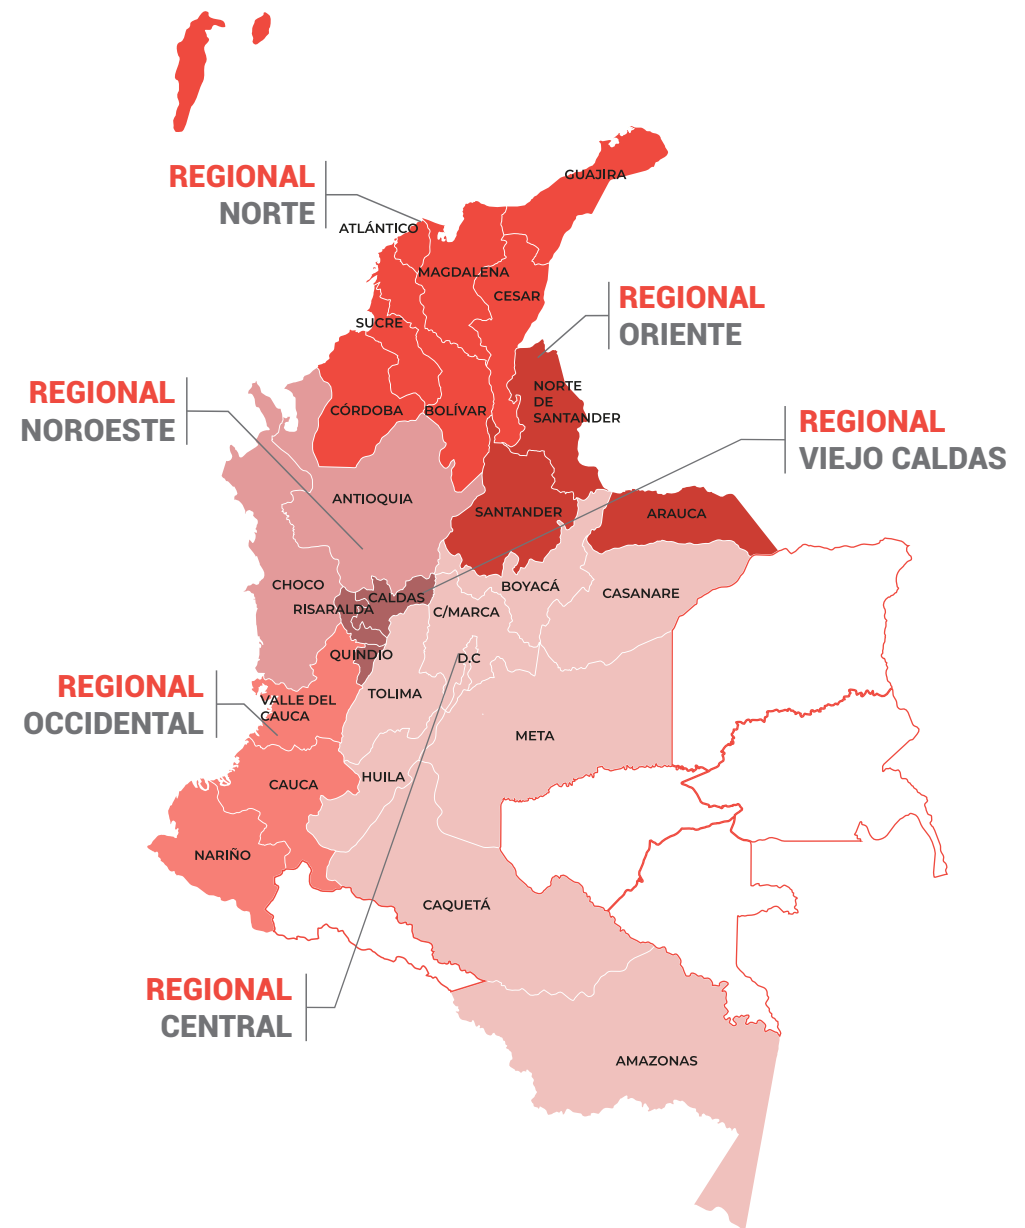 GUAJIRA
REGIONAL
NORTE
ATLÁNTICO
MAGDALENA
CESAR
REGIONAL
ORIENTE
SUCRE
REGIONAL
NOROESTE
NORTE
DE
SANTANDER
CÓRDOBA
BOLÍVAR
REGIONAL
VIEJO CALDAS
ANTIOQUIA
SANTANDER
ARAUCA
CHOCO
BOYACÁ
CASANARE
CALDAS
RISARALDA
C/MARCA
QUINDIO
D.C
REGIONAL
OCCIDENTAL
TOLIMA
VALLE DEL
CAUCA
META
HUILA
CAUCA
NARIÑO
CAQUETÁ
REGIONAL
CENTRAL
AMAZONAS